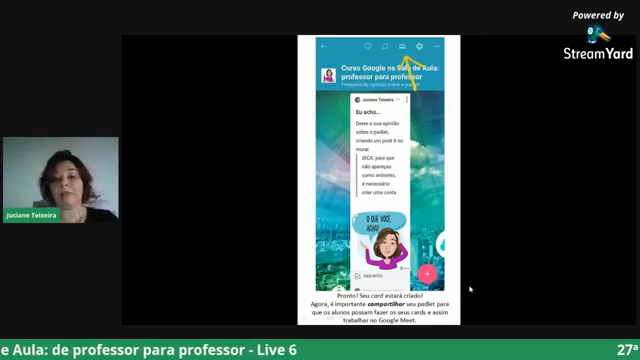 Powered by
StreamYard
Curso Google na Sala de Aula:
professor para professor
Pesquisa de opinião sobre o padlet
Juciane Teixeira
Eu acho...
Deixe a sua opinião
sobre o padlet,
criando um post it no
mural.
DICA: para que
não apareças
como anônimo,
é necessário
criar uma conta
O QUE VOCÊ
ACHA?
Juciane Teixeira
Pronto! Seu card estará criado!
Agora, é importante compartilhar seu padlet para
que os alunos possam fazer os seus cards e assim
trabalhar no Google Meet.
e Aula: de professor para professor - Live 6
27ª